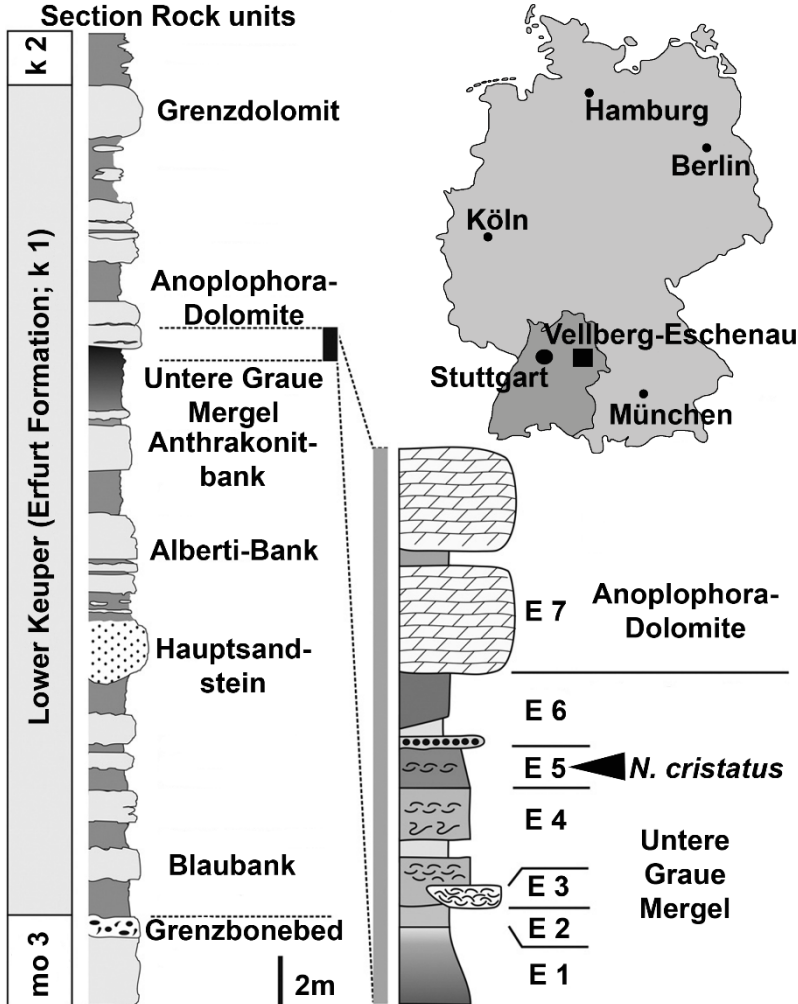 Section Rock units
k 2
Lower Keuper (Erfurt Formation; k 1)
mo 3
Grenzdolomit
Anoplophora-
Dolomite
Untere Graue
Mergel
Anthrakonit-
bank
Alberti-Bank
Hauptsand-
stein
Blaubank
Grenzbonebed
2m
Hamburg
Berlin
Köln
Vellberg-Eschenau
Stuttgart
München
E 7
Anoplophora-
Dolomite
E 6
E 5
N. cristatus
E 4
Untere
Graue
Mergel
E 3
E 2
E 1